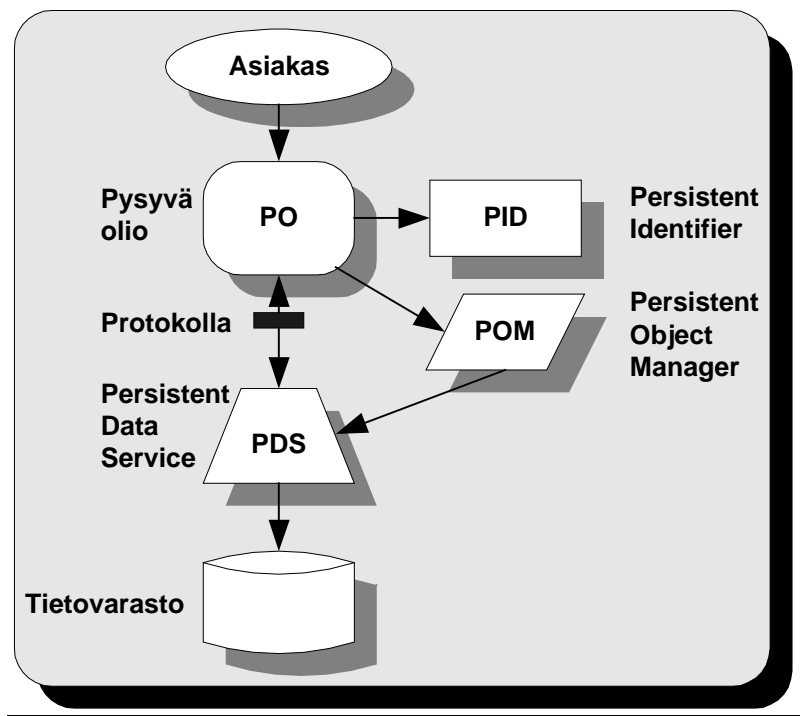 Asiakas
Pysyvä
olio
PO
PID
Persistent
Identifier
Protokolla
POM
Persistent
Object
Manager
Persistent
Data
Service
PDS
Tietovarasto